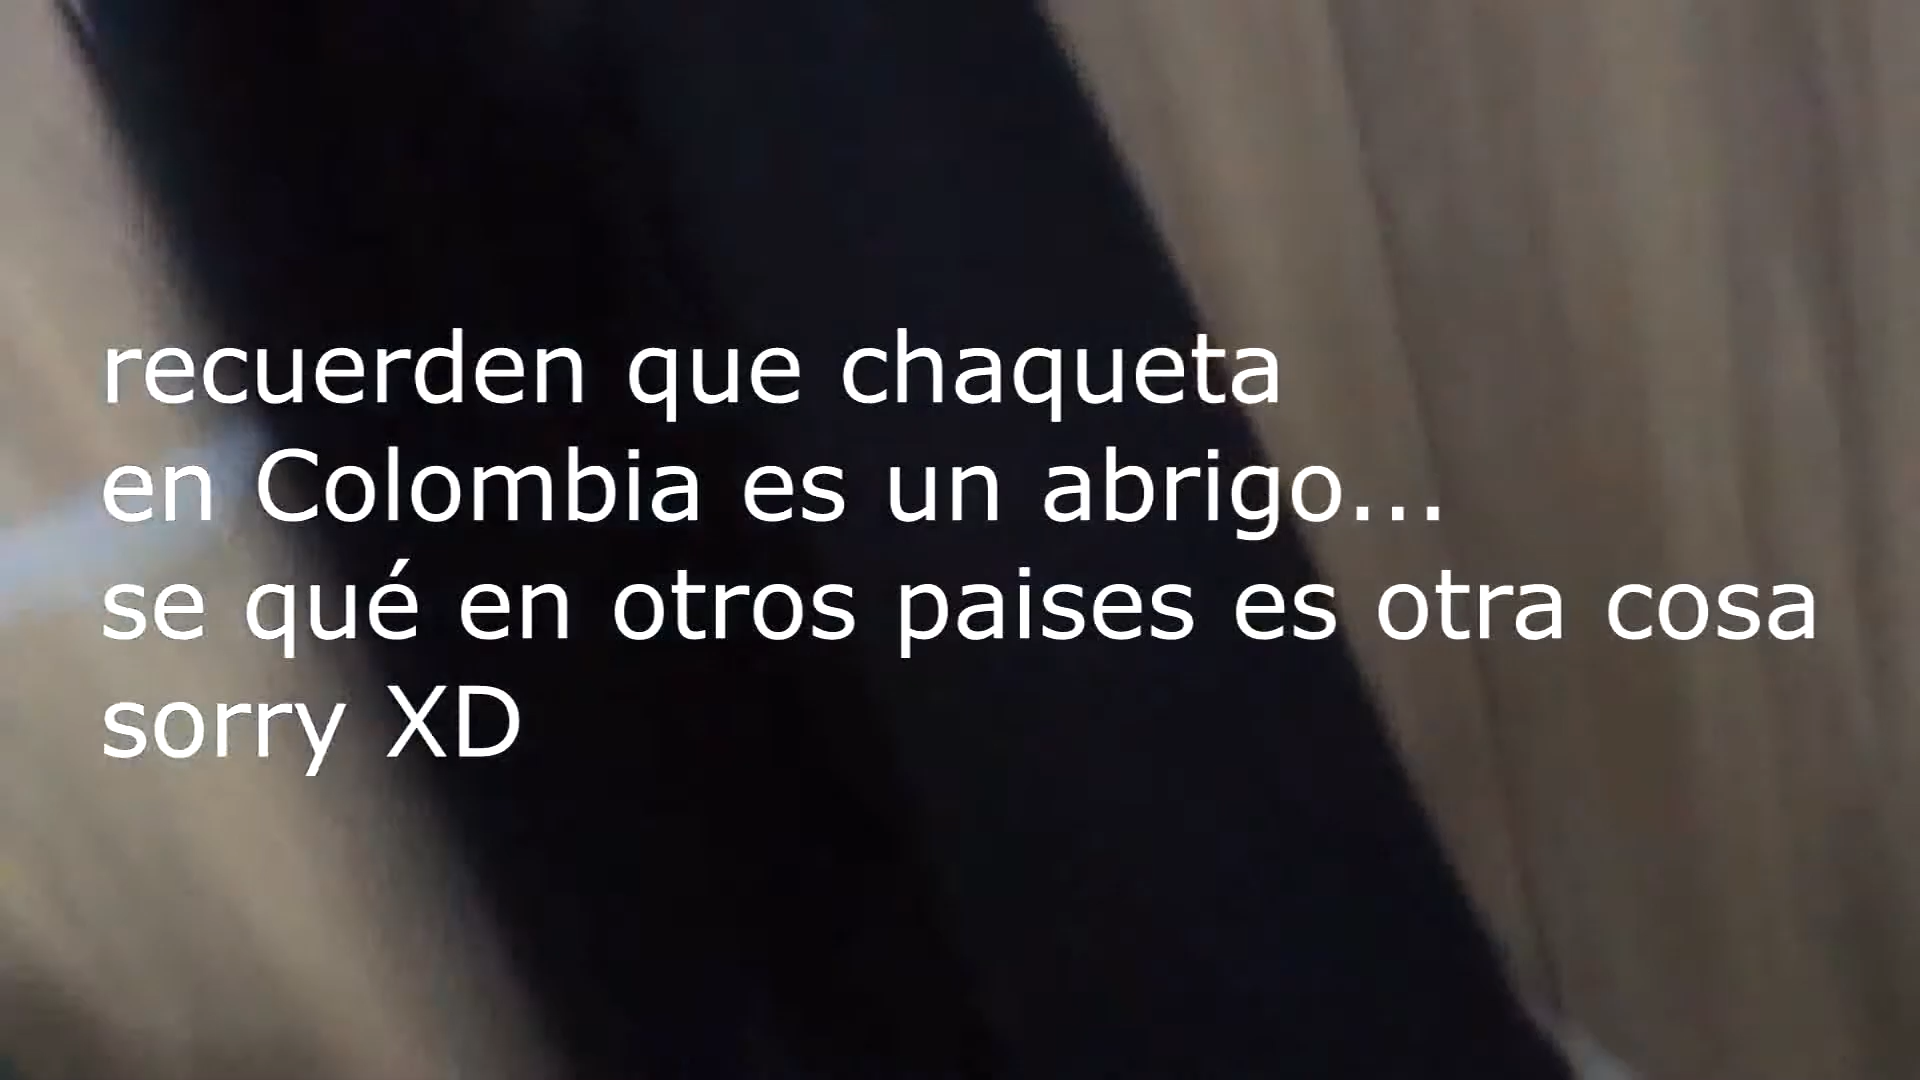 recuerden que chaqueta
en Colombia es un abrigo...
se qué en otros paises es otra cosa
sorry XD